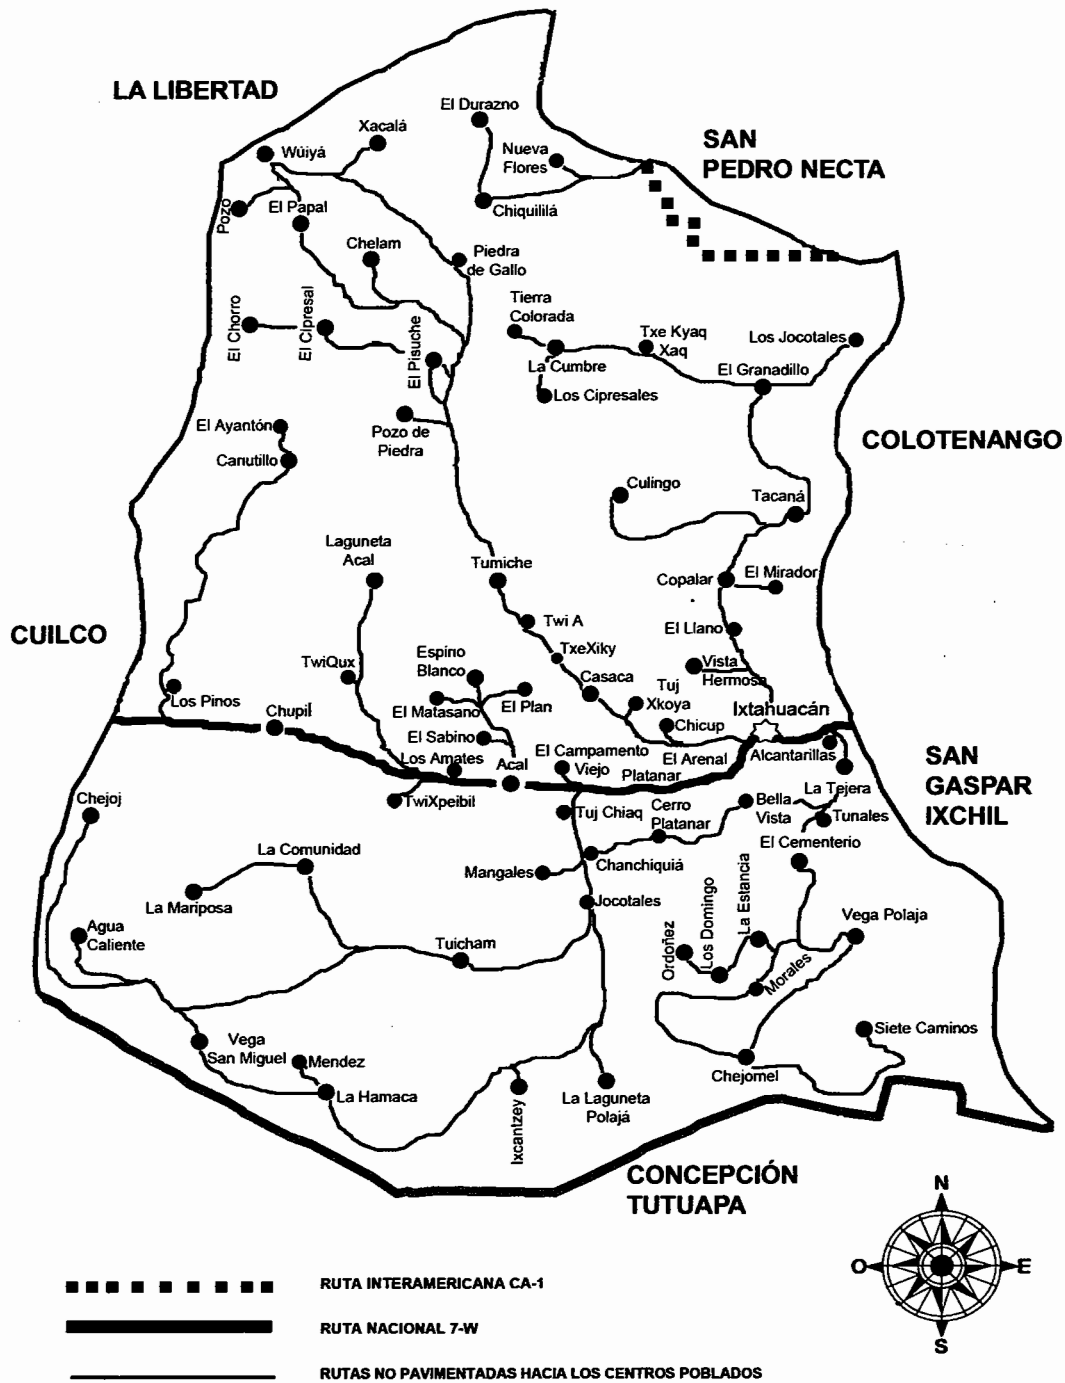 LA LIBERTAD
El Durazno
Xacalá
SAN
PEDRO NECTA
Wúiyá
Nueva
Flores
Pozo
El Papal
Chiquililá
Chelam
Piedra
de Gallo
El Chorro
El Cipresal
El Pisuche
Tierra
Colorada
Txe Kyaq
Xaq
Los Jocotales
La Cumbre
El Granadillo
Los Cipresales
El Ayantón
Pozo de
Piedra
COLOTENANGO
Canutillo
Culingo
Tacaná
Laguneta
Acal
Tumiche
Copalar
El Mirador
CUILCO
Twi A
El Llano
TwiQux
Espino
Blanco
TxeXiky
Casaca
Tuj
Xkoya
Vista
Hermosa
Los Pinos
El Matasano
El Plan
Ixtahuacán
Chupil
Chicup
El Sabino
El Campamento
Viejo
El Arenal
Alcantarillas
SAN
GASPAR
IXCHIL
Los Amates
Acal
Platanar
La Tejera
Chejoj
TwiXpeibil
Tuj Chiaq
Cerro
Platanar
Bella
Vista
Tunales
El Cementerio
La Comunidad
Mangales
Chanchiquiá
La Mariposa
Jocotales
Agua
Caliente
Tuicham
Ordoñez
Los Domingo
La Estancia
Vega Polaja
Morales
Vega
San Miguel
Mendez
Siete Caminos
La Hamaca
Chejomel
Ixcantzey
La Laguneta
Polajá
CONCEPCIÓN
TUTUAPA
N
O
E
S
RUTA INTERAMERICANA CA-1
RUTA NACIONAL 7-W
RUTAS NO PAVIMENTADAS HACIA LOS CENTROS POBLADOS